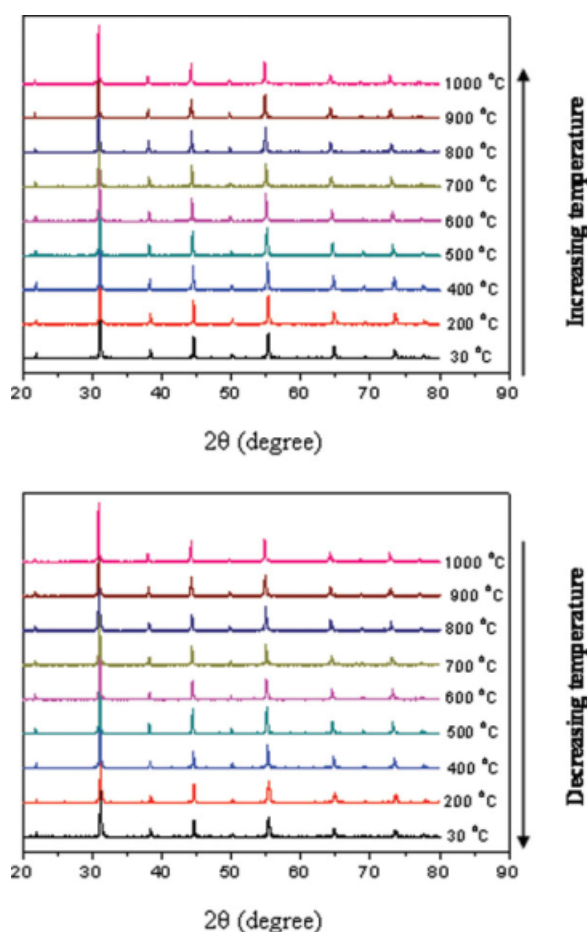 1000 °C
900 °C
800 °C
700 °C
600 °C
500 °C
400 °C
200 °C
30 °C
20 30 40 50 60 70 80 90
2θ (degree)
Increasing temperature
1000 °C
900 °C
800 °C
700 °C
600 °C
500 °C
400 °C
200 °C
30 °C
20 30 40 50 60 70 80 90
2θ (degree)
Decreasing temperature